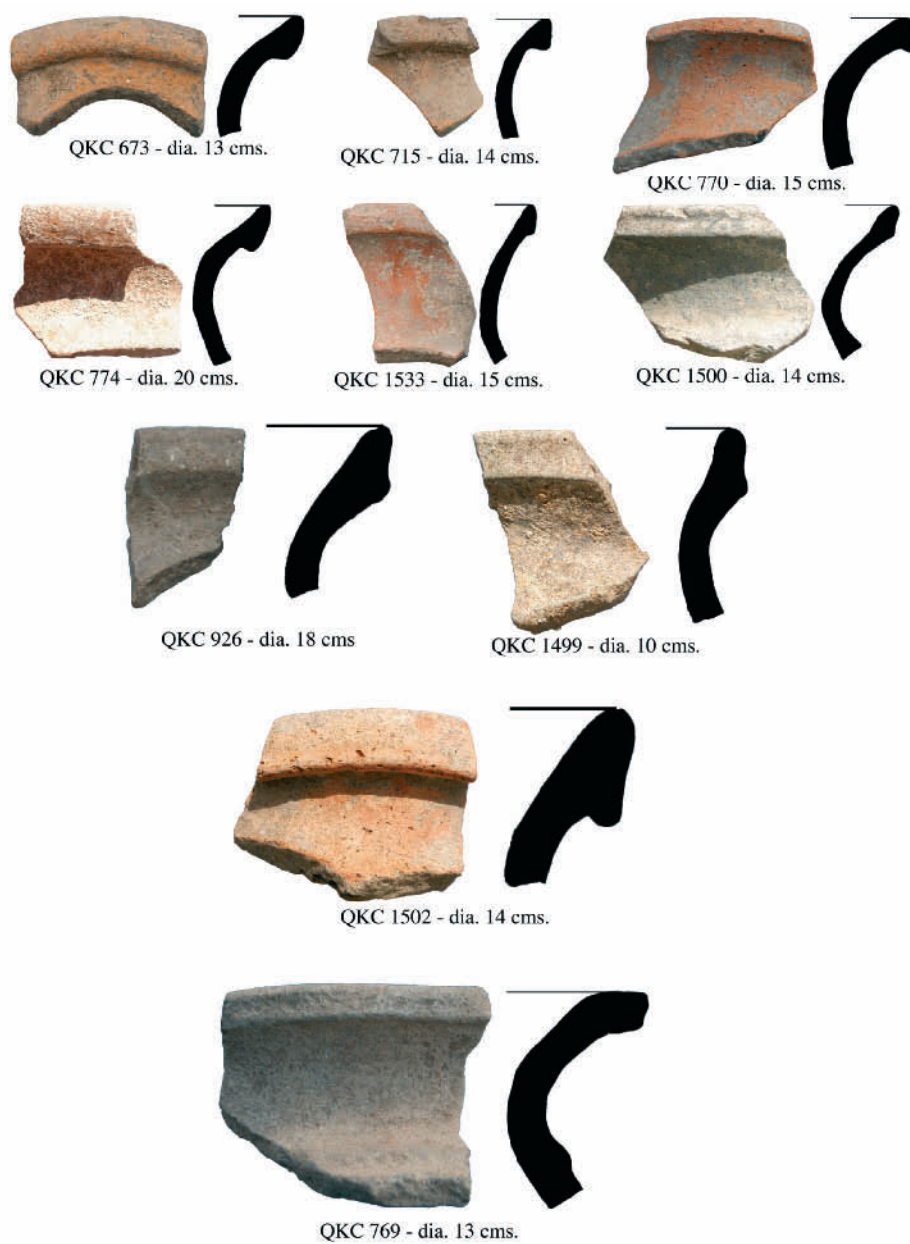 QKC 673 - dia. 13 cms.
QKC 715 - dia. 14 cms.
QKC 770 - dia. 15 cms.
QKC 774 - dia. 20 cms.
QKC 1533 - dia. 15 cms.
QKC 1500 - dia. 14 cms.
QKC 926 - dia. 18 cms
QKC 1499 - dia. 10 cms.
QKC 1502 - dia. 14 cms.
QKC 769 - dia. 13 cms.